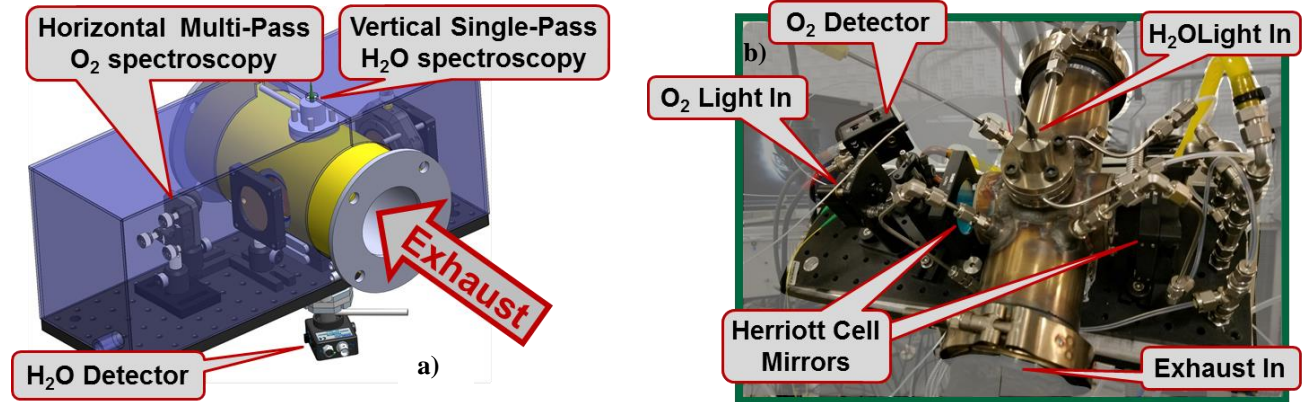 Horizontal Multi-Pass
O₂ spectroscopy
Vertical Single-Pass
H₂O spectroscopy
Exhaust
H₂O Detector
a)
b)
O₂ Detector
H₂OLight In
O₂ Light In
Herriott Cell
Mirrors
Exhaust In